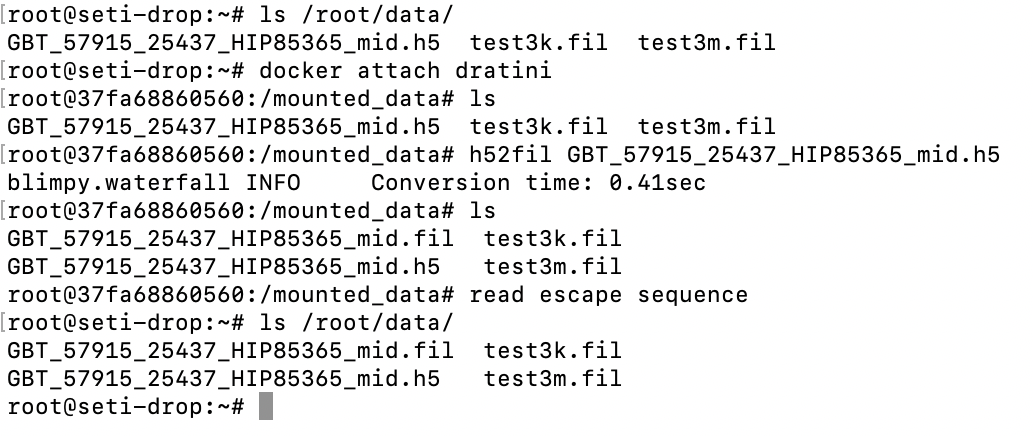 [root@seti-drop:~# ls /root/data/
GBT_57915_25437_HIP85365_mid.h5  test3k.fil  test3m.fil
[root@seti-drop:~# docker attach dratini
[root@37fa68860560:/mounted_data# ls
GBT_57915_25437_HIP85365_mid.h5  test3k.fil  test3m.fil
[root@37fa68860560:/mounted_data# h52fil GBT_57915_25437_HIP85365_mid.h5
blimpy.waterfall INFO     Conversion time: 0.41sec
[root@37fa68860560:/mounted_data# ls
GBT_57915_25437_HIP85365_mid.fil  test3k.fil
GBT_57915_25437_HIP85365_mid.h5   test3m.fil
root@37fa68860560:/mounted_data# read escape sequence
[root@seti-drop:~# ls /root/data/
GBT_57915_25437_HIP85365_mid.fil  test3k.fil
GBT_57915_25437_HIP85365_mid.h5   test3m.fil
root@seti-drop:~#